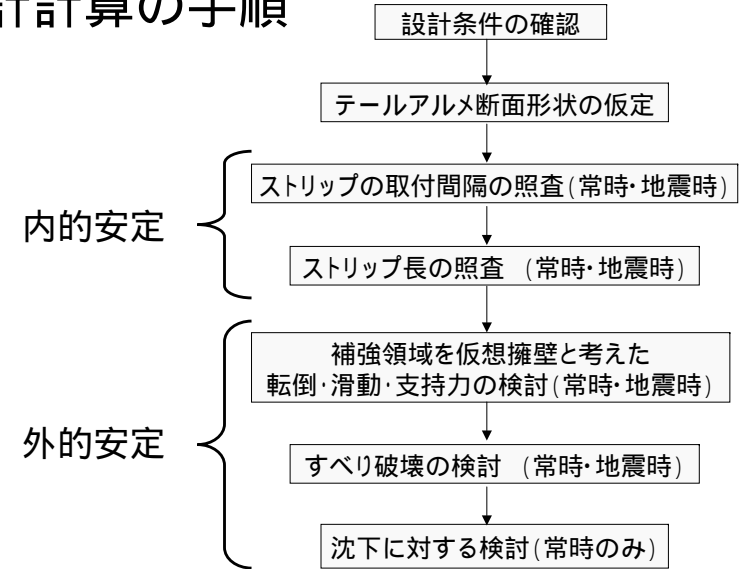 計計算の手順
設計条件の確認
テールアルメ断面形状の仮定
ストリップの取付間隔の照査(常時・地震時)
内的安定
ストリップ長の照査 (常時・地震時)
補強領域を仮想擁壁と考えた
転倒・滑動・支持力の検討(常時・地震時)
外的安定
すべり破壊の検討 (常時・地震時)
沈下に対する検討(常時のみ)